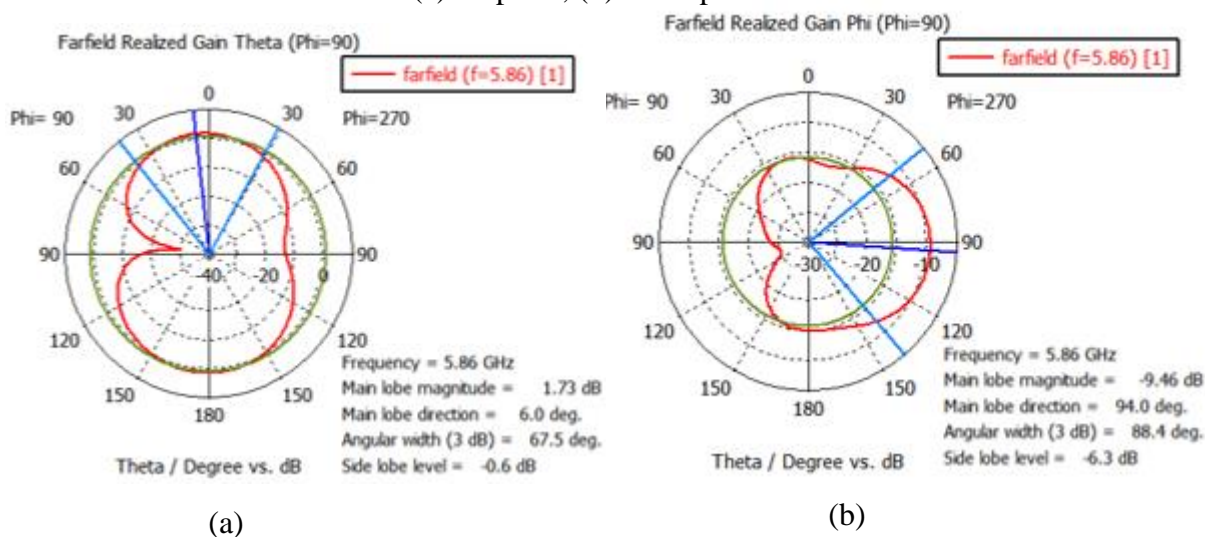 Farfield Realized Gain Theta (Phi=90)
farfield (f=5.86) [1]
Phi= 90
Phi=270
0
30
30
60
60
90
90
120
120
150
150
180
-40
-20
0
Frequency = 5.86 GHz
Main lobe magnitude = 1.73 dB
Main lobe direction = 6.0 deg.
Angular width (3 dB) = 67.5 deg.
Side lobe level = -0.6 dB
Theta / Degree vs. dB
(a)
Farfield Realized Gain Phi (Phi=90)
farfield (f=5.86) [1]
Phi= 90
Phi=270
0
30
30
60
60
90
90
120
120
150
150
180
-30
-20
-10
Frequency = 5.86 GHz
Main lobe magnitude = -9.46 dB
Main lobe direction = 94.0 deg.
Angular width (3 dB) = 88.4 deg.
Side lobe level = -6.3 dB
Theta / Degree vs. dB
(b)